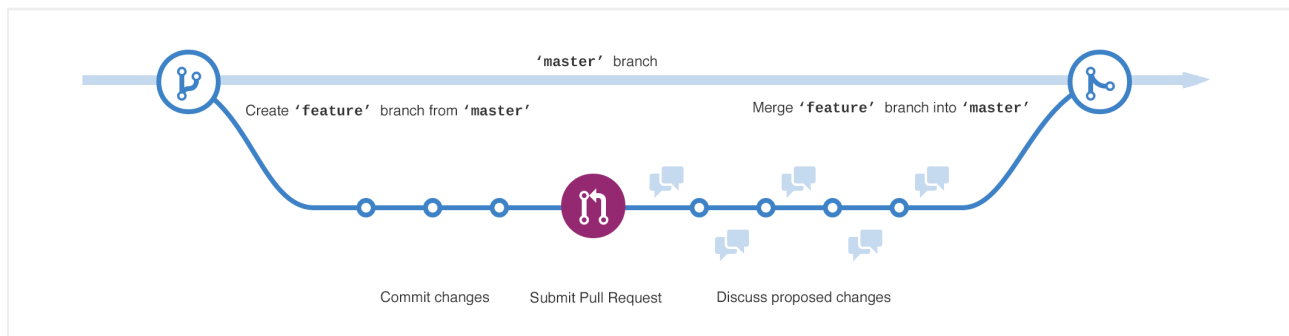 ‘master’ branch
Create ‘feature’ branch from ‘master’
Merge ‘feature’ branch into ‘master’
Commit changes
Submit Pull Request
Discuss proposed changes